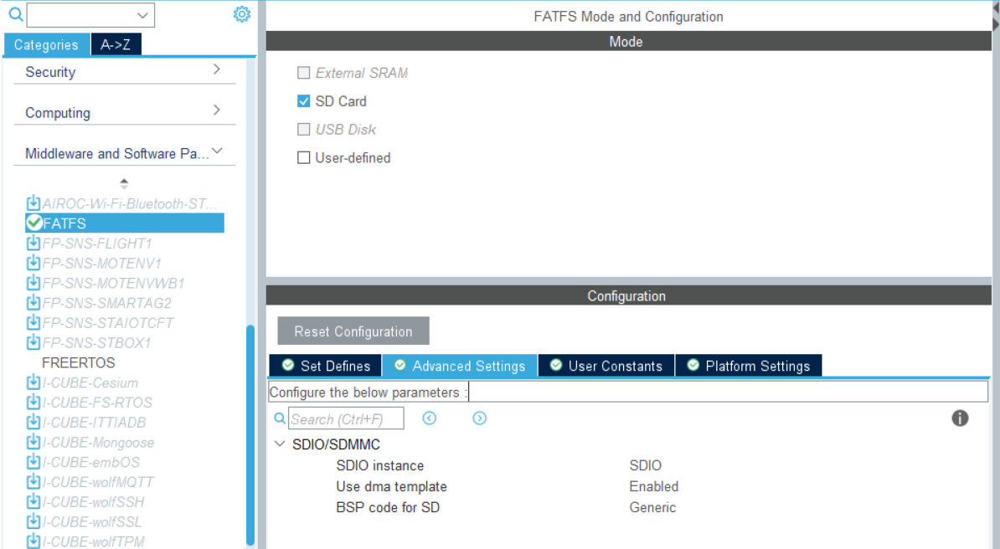 Categories
A->Z
Security
Computing
Middleware and Software Pa...
AIROC-Wi-Fi-Bluetooth-ST...
FATFS
FP-SNS-FLIGHT1
FP-SNS-MOTENV1
FP-SNS-MOTENVWB1
FP-SNS-SMARTAG2
FP-SNS-STAIOTCFT
FP-SNS-STBOX1
FREERTOS
I-CUBE-Cesium
I-CUBE-FS-RTOS
I-CUBE-ITTIADB
I-CUBE-Mongoose
I-CUBE-embOS
I-CUBE-wolfMQTT
I-CUBE-wolfSSH
I-CUBE-wolfSSL
I-CUBE-wolfTPM
FATFS Mode and Configuration
Mode
External SRAM
SD Card
USB Disk
User-defined
Configuration
Reset Configuration
Set Defines
Advanced Settings
User Constants
Platform Settings
Configure the below parameters :
Search (Ctrl+F)
SDIO/SDMMC
SDIO instance SDIO
Use dma template Enabled
BSP code for SD Generic